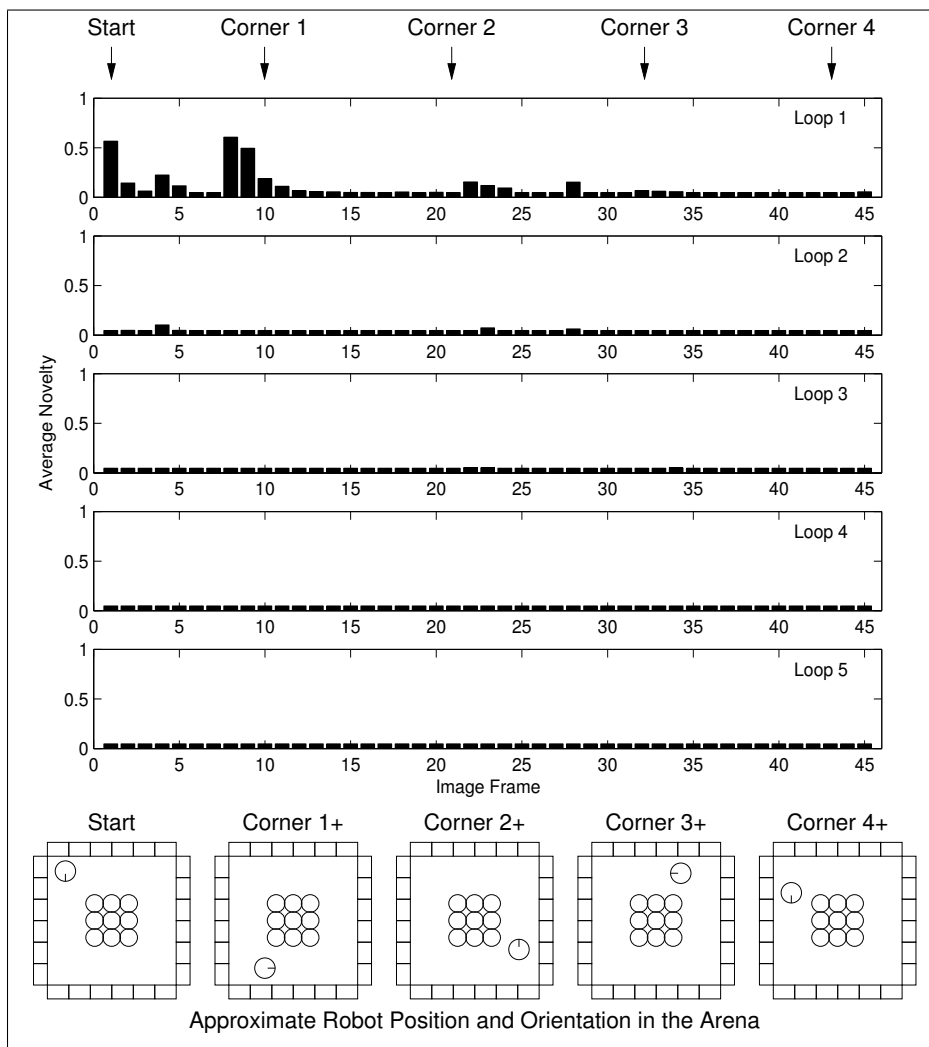 Start Corner 1 Corner 2 Corner 3 Corner 4
1
Loop 1
0.5
0
0 5 10 15 20 25 30 35 40 45
1
Loop 2
0.5
0
0 5 10 15 20 25 30 35 40 45
Average Novelty
1
Loop 3
0.5
0
0 5 10 15 20 25 30 35 40 45
1
Loop 4
0.5
0
0 5 10 15 20 25 30 35 40 45
1
Loop 5
0.5
0
0 5 10 15 20 25 30 35 40 45
Image Frame
Start Corner 1+ Corner 2+ Corner 3+ Corner 4+
Approximate Robot Position and Orientation in the Arena